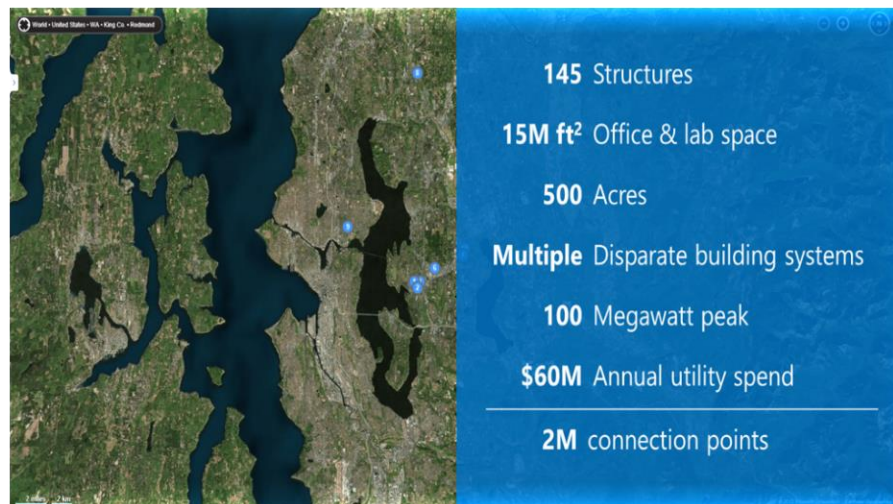 World • United States • WA • King Co. • Redmond
145 Structures
15M ft² Office & lab space
500 Acres
Multiple Disparate building systems
100 Megawatt peak
$60M Annual utility spend
2M connection points
2 miles 2 km